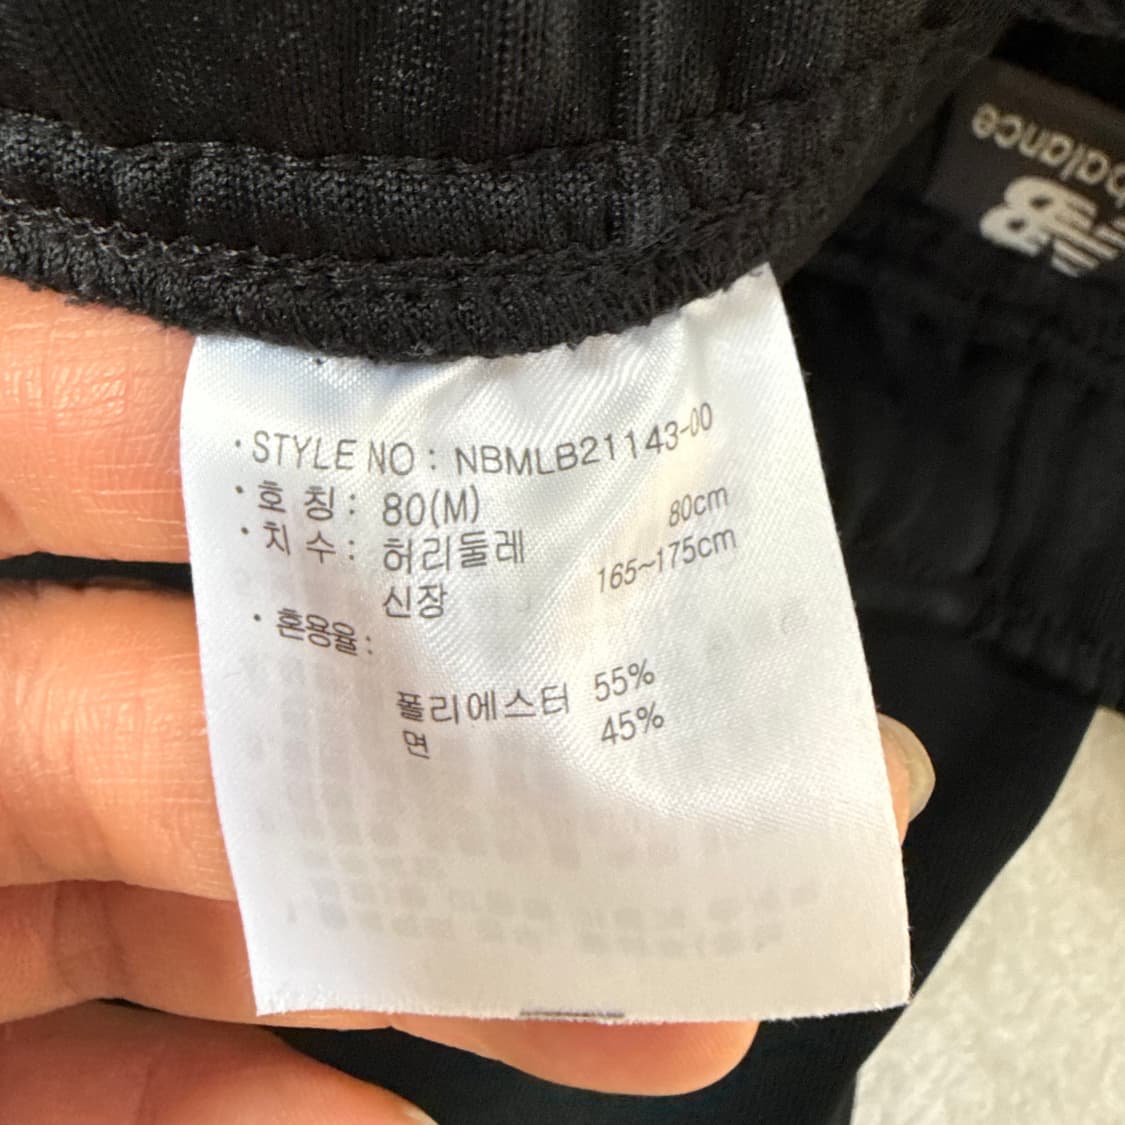 balance
· STYLE NO : NBMLB21143-00
· 호 칭 : 80(M)
· 치 수 : 허리둘레 80cm
신장 165~175cm
· 혼용율 :
폴리에스터 55%
면 45%